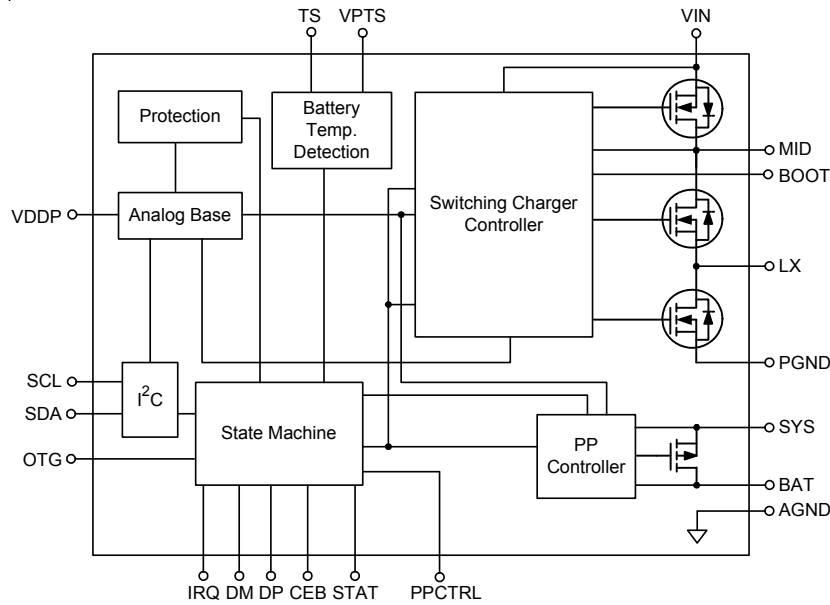 TS VPTS VIN
Protection
Battery
Temp.
Detection
MID
BOOT
Switching Charger
Controller
VDDP
Analog Base
LX
PGND
SCL
SDA
I²C
OTG
State Machine
PP
Controller
SYS
BAT
AGND
IRQ DM DP CEB STAT PPCTRL